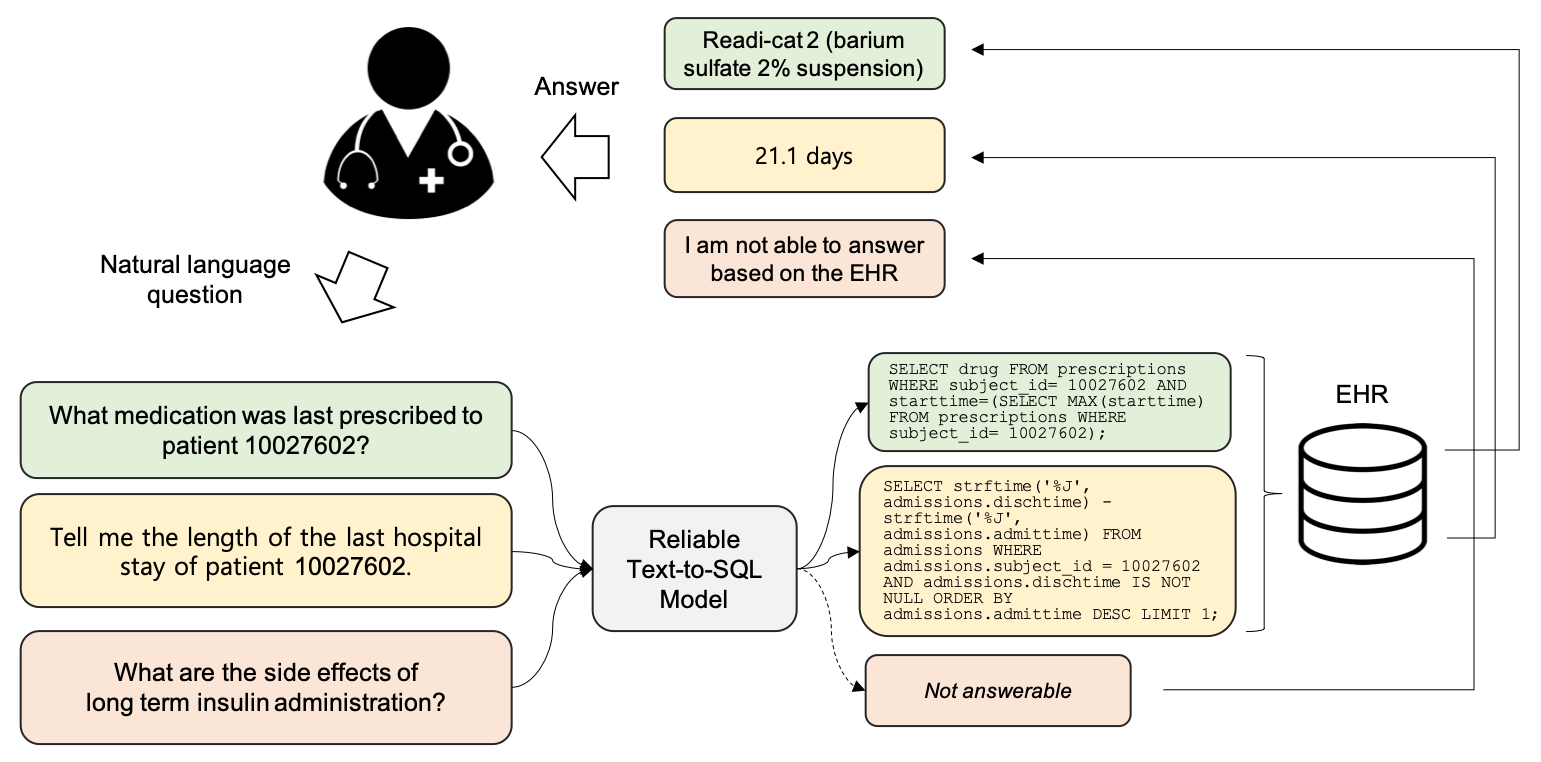 Readi-cat 2 (barium
sulfate 2% suspension)
Answer
21.1 days
I am not able to answer
based on the EHR
Natural language
question
What medication was last prescribed to
patient 10027602?
Tell me the length of the last hospital
stay of patient 10027602.
What are the side effects of
long term insulin administration?
Reliable
Text-to-SQL
Model
SELECT drug FROM prescriptions
WHERE subject_id= 10027602 AND
starttime=(SELECT MAX(starttime)
FROM prescriptions WHERE
subject_id= 10027602);
SELECT strftime('%J',
admissions.dischtime) -
strftime('%J',
admissions.admittime) FROM
admissions WHERE
admissions.subject_id = 10027602
AND admissions.dischtime IS NOT
NULL ORDER BY
admissions.admittime DESC LIMIT 1;
Not answerable
EHR